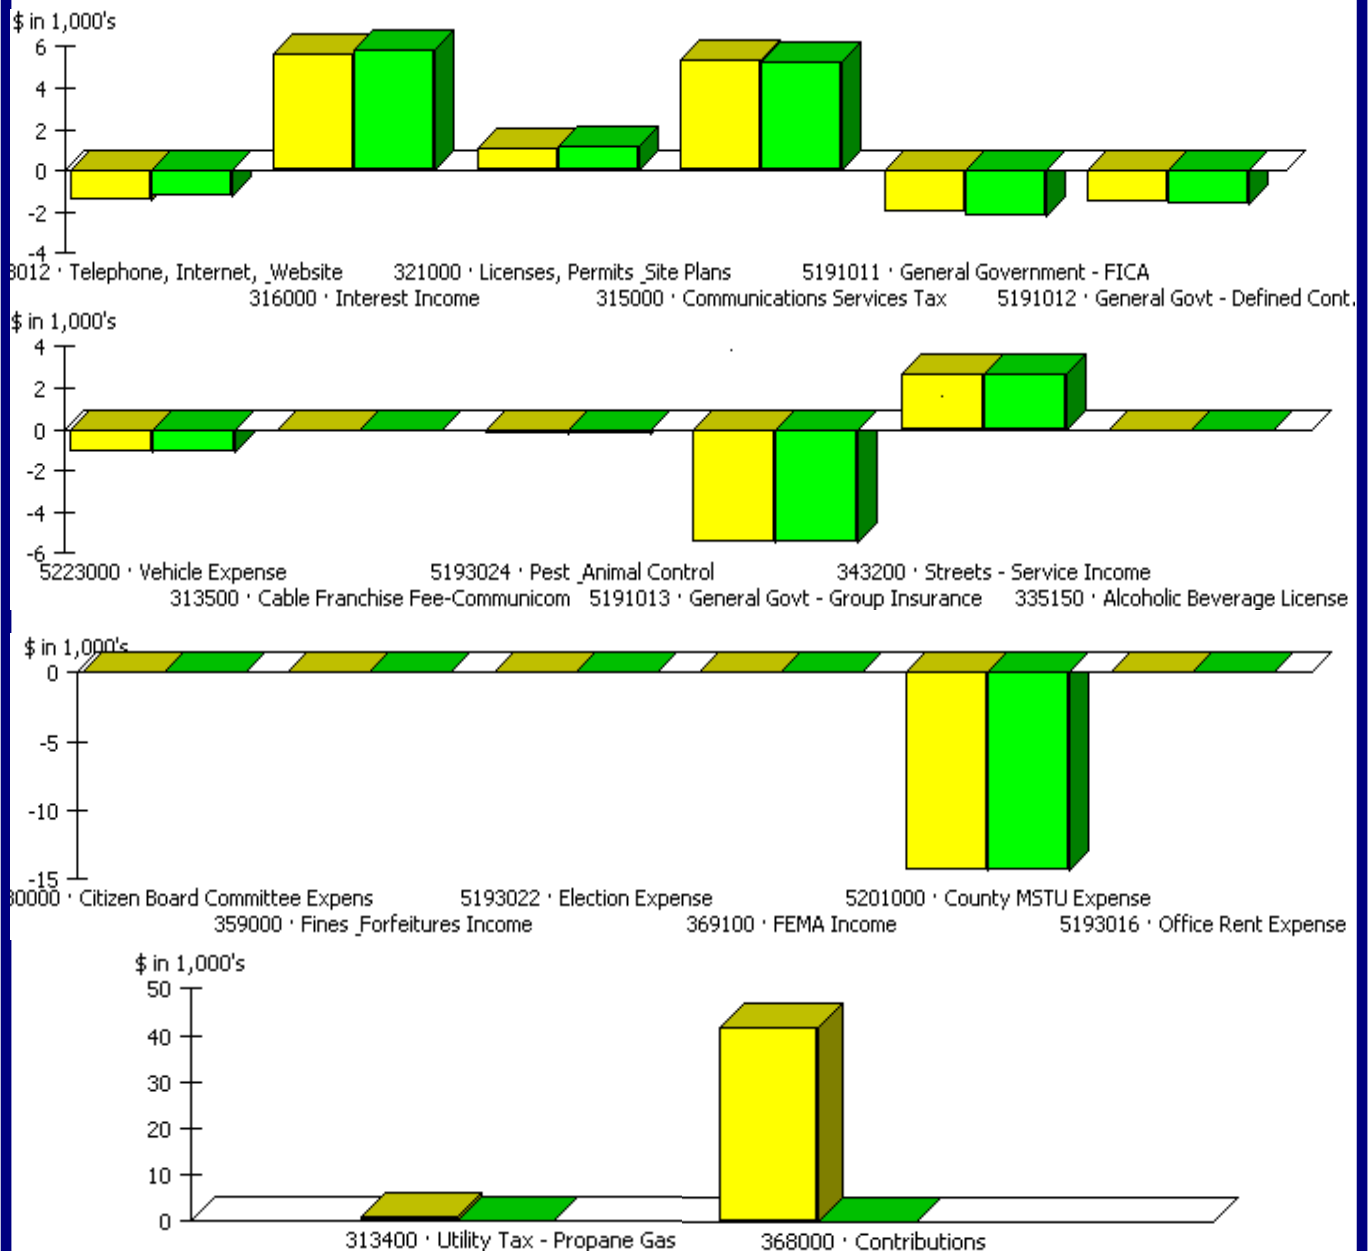 $ in 1,000's
6
4
2
0
-2
-4
3012 · Telephone, Internet, _Website 321000 · Licenses, Permits _Site Plans 5191011 · General Government - FICA
316000 · Interest Income 315000 · Communications Services Tax 5191012 · General Govt - Defined Cont.
$ in 1,000's
4
2
0
-2
-4
-6
5223000 · Vehicle Expense 5193024 · Pest _Animal Control 343200 · Streets - Service Income
313500 · Cable Franchise Fee-Communicom 5191013 · General Govt - Group Insurance 335150 · Alcoholic Beverage License
$ in 1,000's
0
-5
-10
-15
30000 · Citizen Board Committee Expens 5193022 · Election Expense 5201000 · County MSTU Expense
359000 · Fines _Forfeitures Income 369100 · FEMA Income 5193016 · Office Rent Expense
$ in 1,000's
50
40
30
20
10
0
313400 · Utility Tax - Propane Gas 368000 · Contributions